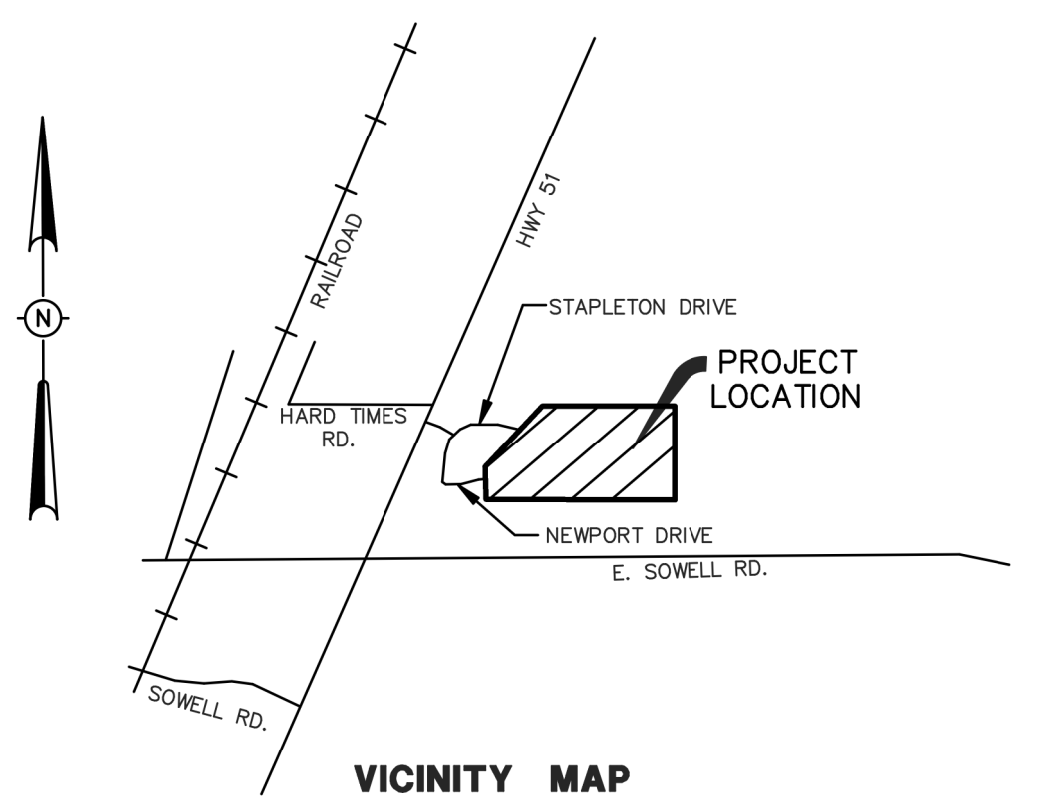 HWY 51
RAILROAD
STAPLETON DRIVE
N
PROJECT
LOCATION
HARD TIMES
RD.
NEWPORT DRIVE
E. SOWELL RD.
SOWELL RD.
VICINITY MAP